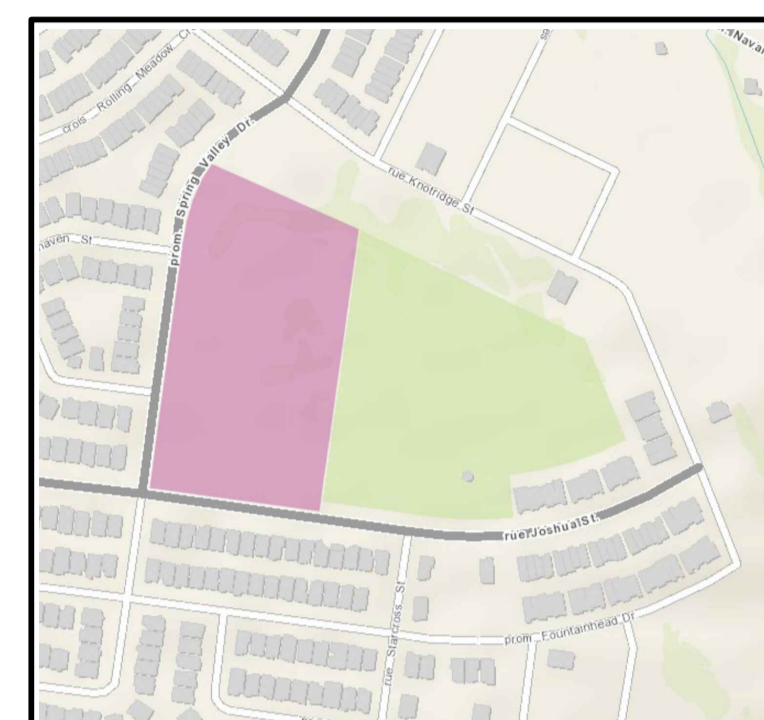 Nava
crois Rolling Meadow C
prom. Spring Valley Dr.
rue Knotridge St
haven St
rue Joshua St.
rue Starcross St
prom Fountainhead Dr